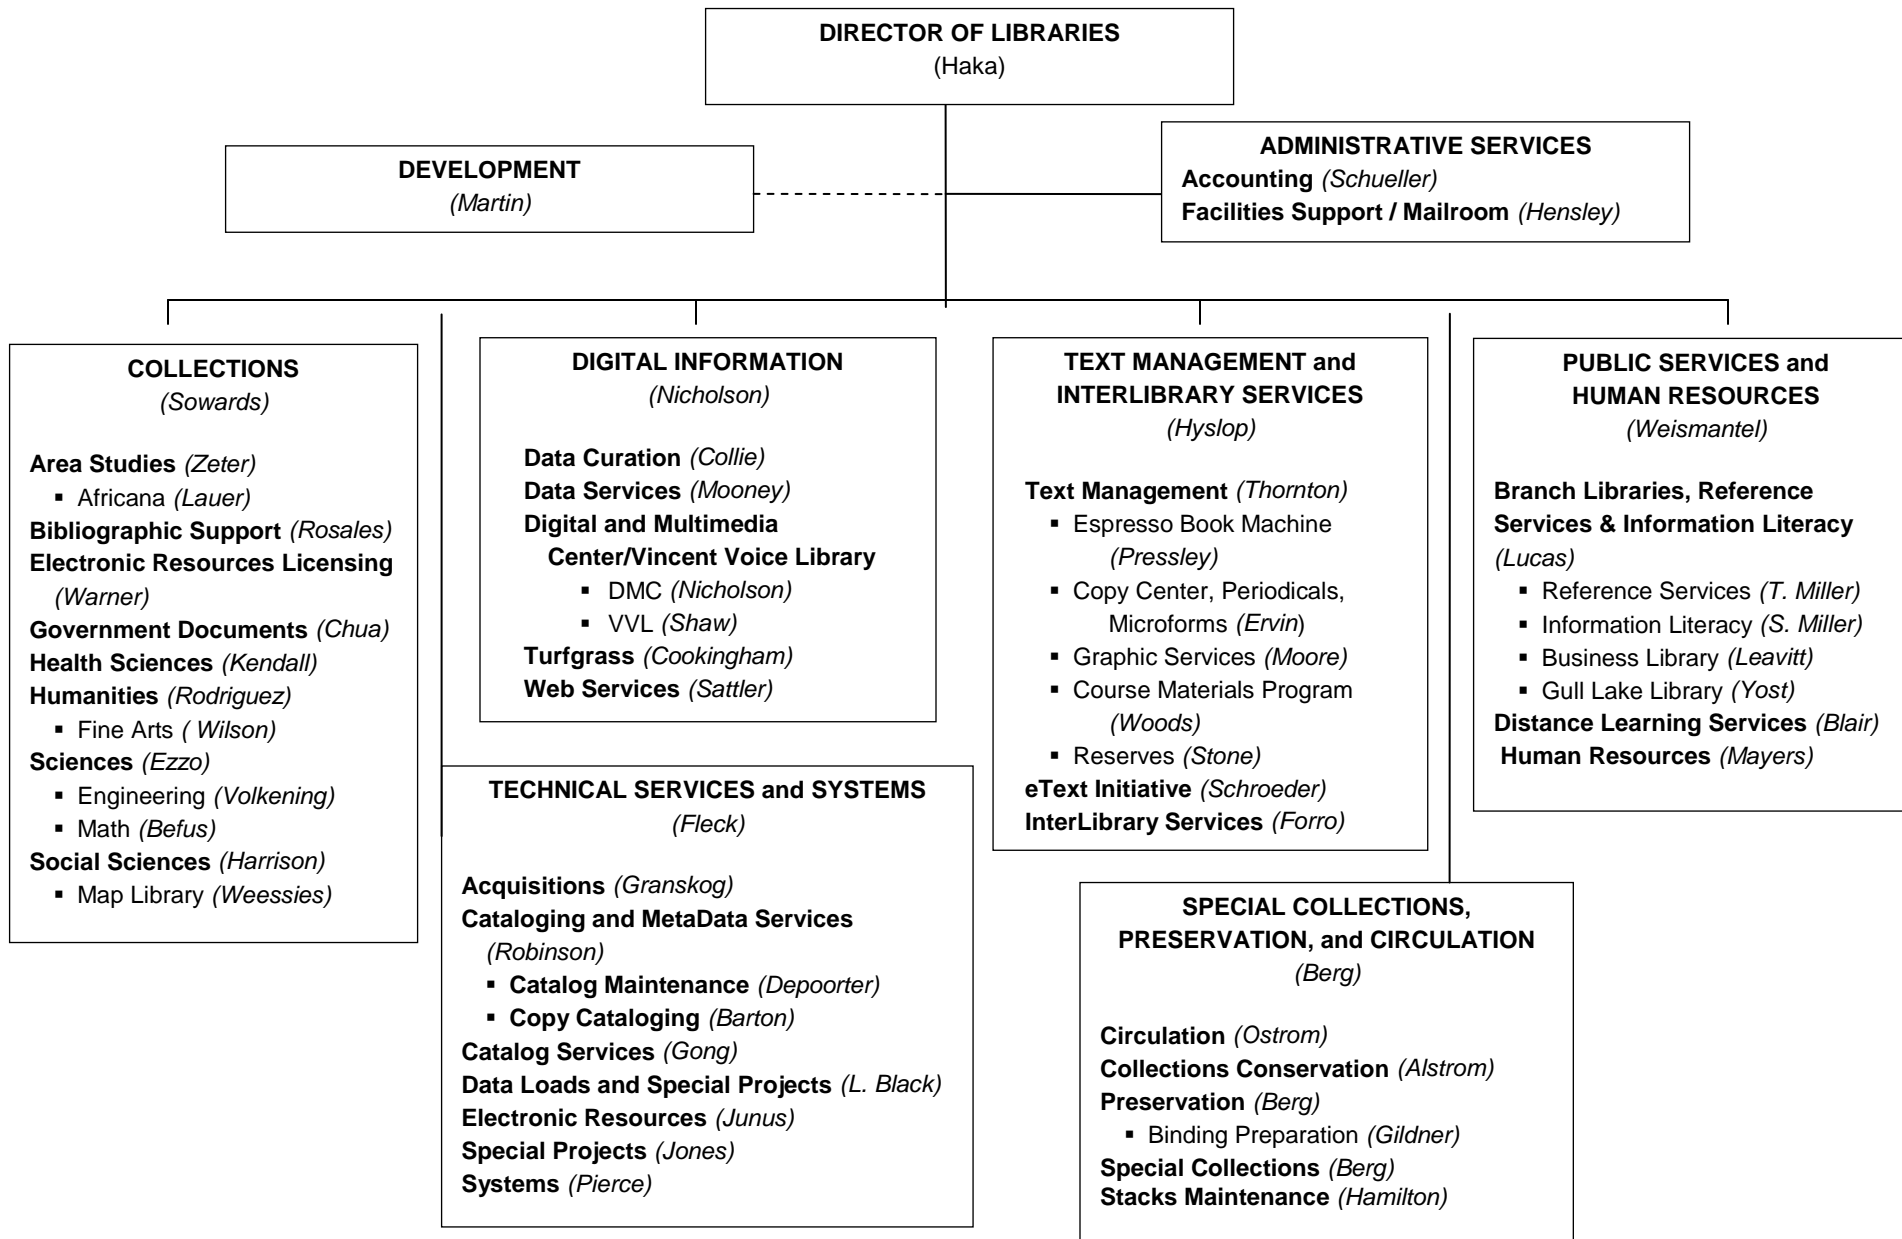 DIRECTOR OF LIBRARIES
(Haka)
DEVELOPMENT
(Martin)
ADMINISTRATIVE SERVICES
Accounting (Schueller)
Facilities Support / Mailroom (Hensley)
COLLECTIONS
(Sowards)
Area Studies (Zeter)
▪ Africana (Lauer)
Bibliographic Support (Rosales)
Electronic Resources Licensing
(Warner)
Government Documents (Chua)
Health Sciences (Kendall)
Humanities (Rodriguez)
▪ Fine Arts ( Wilson)
Sciences (Ezzo)
▪ Engineering (Volkening)
▪ Math (Befus)
Social Sciences (Harrison)
▪ Map Library (Weessies)
DIGITAL INFORMATION
(Nicholson)
Data Curation (Collie)
Data Services (Mooney)
Digital and Multimedia
Center/Vincent Voice Library
▪ DMC (Nicholson)
▪ VVL (Shaw)
Turfgrass (Cookingham)
Web Services (Sattler)
TECHNICAL SERVICES and SYSTEMS
(Fleck)
Acquisitions (Granskog)
Cataloging and MetaData Services
(Robinson)
▪ Catalog Maintenance (Depoorter)
▪ Copy Cataloging (Barton)
Catalog Services (Gong)
Data Loads and Special Projects (L. Black)
Electronic Resources (Junus)
Special Projects (Jones)
Systems (Pierce)
TEXT MANAGEMENT and
INTERLIBRARY SERVICES
(Hyslop)
Text Management (Thornton)
▪ Espresso Book Machine
(Pressley)
▪ Copy Center, Periodicals,
Microforms (Ervin)
▪ Graphic Services (Moore)
▪ Course Materials Program
(Woods)
▪ Reserves (Stone)
eText Initiative (Schroeder)
InterLibrary Services (Forro)
PUBLIC SERVICES and
HUMAN RESOURCES
(Weismantel)
Branch Libraries, Reference
Services & Information Literacy
(Lucas)
▪ Reference Services (T. Miller)
▪ Information Literacy (S. Miller)
▪ Business Library (Leavitt)
▪ Gull Lake Library (Yost)
Distance Learning Services (Blair)
Human Resources (Mayers)
SPECIAL COLLECTIONS,
PRESERVATION, and CIRCULATION
(Berg)
Circulation (Ostrom)
Collections Conservation (Alstrom)
Preservation (Berg)
▪ Binding Preparation (Gildner)
Special Collections (Berg)
Stacks Maintenance (Hamilton)